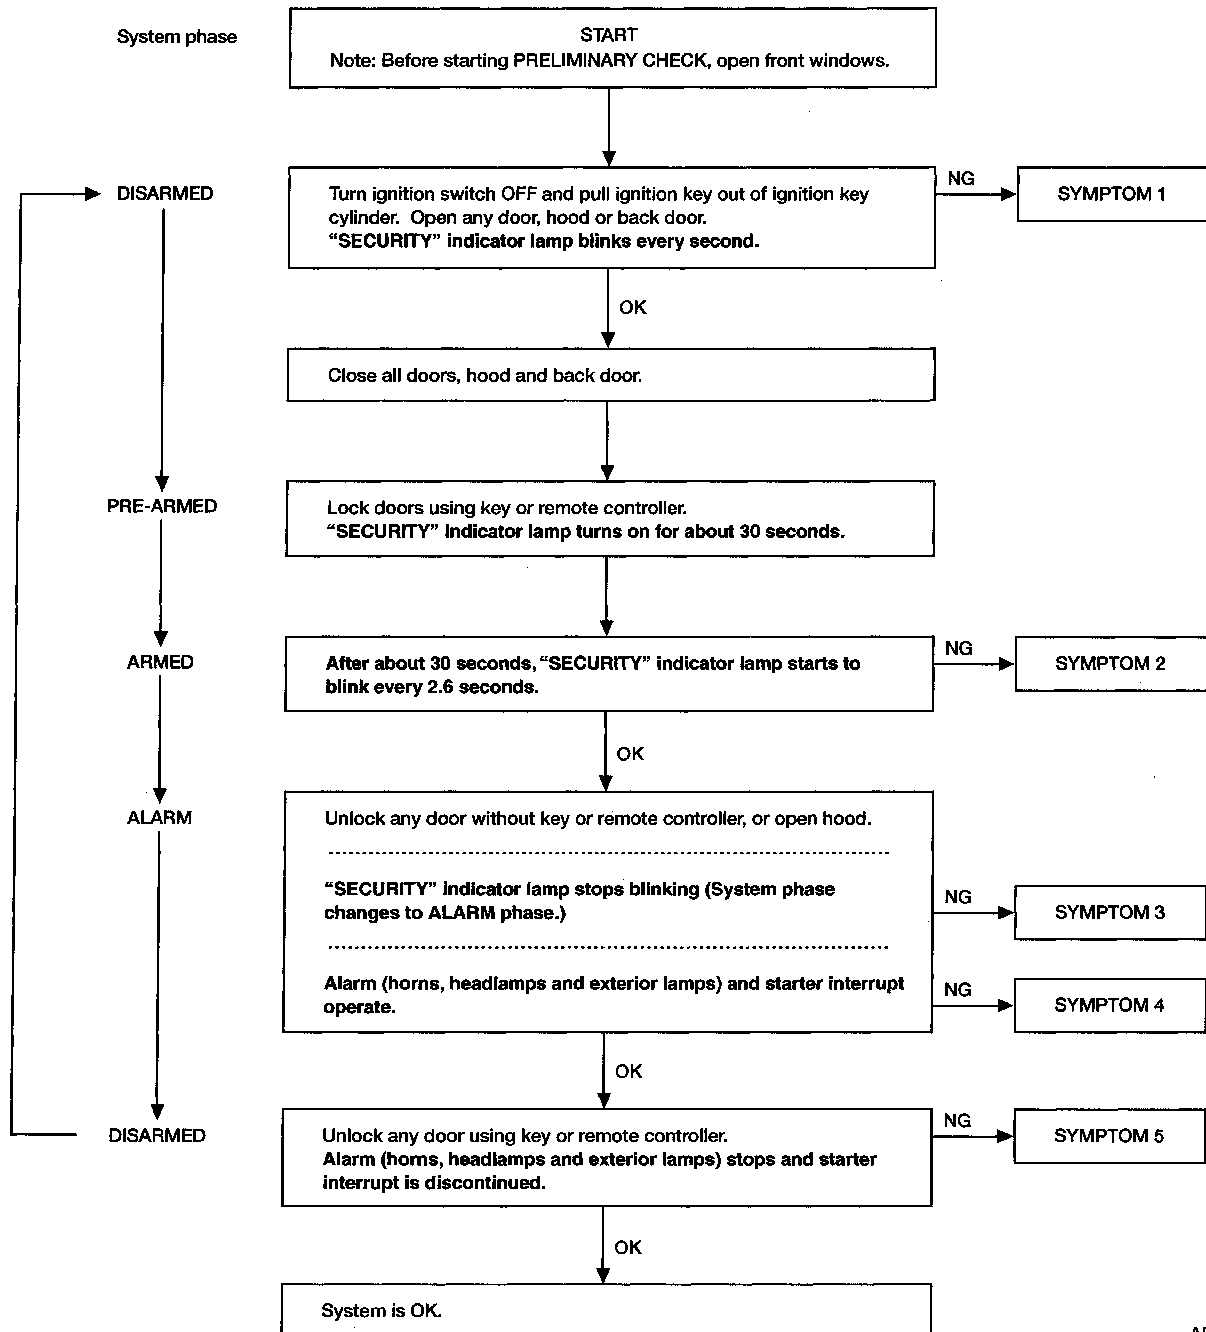 System phase
START
Note: Before starting PRELIMINARY CHECK, open front windows.
DISARMED
Turn ignition switch OFF and pull ignition key out of ignition key
cylinder. Open any door, hood or back door.
“SECURITY” indicator lamp blinks every second.
NG
SYMPTOM 1
OK
Close all doors, hood and back door.
PRE-ARMED
Lock doors using key or remote controller.
“SECURITY” indicator lamp turns on for about 30 seconds.
ARMED
After about 30 seconds, “SECURITY” indicator lamp starts to
blink every 2.6 seconds.
NG
SYMPTOM 2
OK
ALARM
Unlock any door without key or remote controller, or open hood.
“SECURITY” indicator lamp stops blinking (System phase
changes to ALARM phase.)
NG
SYMPTOM 3
Alarm (horns, headlamps and exterior lamps) and starter interrupt
operate.
NG
SYMPTOM 4
OK
DISARMED
Unlock any door using key or remote controller.
Alarm (horns, headlamps and exterior lamps) stops and starter
interrupt is discontinued.
NG
SYMPTOM 5
OK
System is OK.